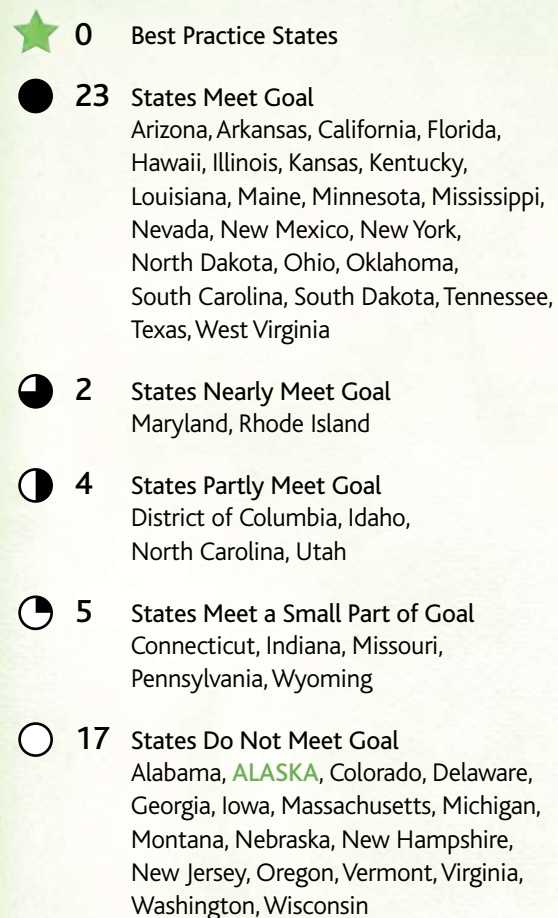 0 Best Practice States
23 States Meet Goal
Arizona, Arkansas, California, Florida,
Hawaii, Illinois, Kansas, Kentucky,
Louisiana, Maine, Minnesota, Mississippi,
Nevada, New Mexico, New York,
North Dakota, Ohio, Oklahoma,
South Carolina, South Dakota, Tennessee,
Texas, West Virginia
2 States Nearly Meet Goal
Maryland, Rhode Island
4 States Partly Meet Goal
District of Columbia, Idaho,
North Carolina, Utah
5 States Meet a Small Part of Goal
Connecticut, Indiana, Missouri,
Pennsylvania, Wyoming
17 States Do Not Meet Goal
Alabama, ALASKA, Colorado, Delaware,
Georgia, Iowa, Massachusetts, Michigan,
Montana, Nebraska, New Hampshire,
New Jersey, Oregon, Vermont, Virginia,
Washington, Wisconsin